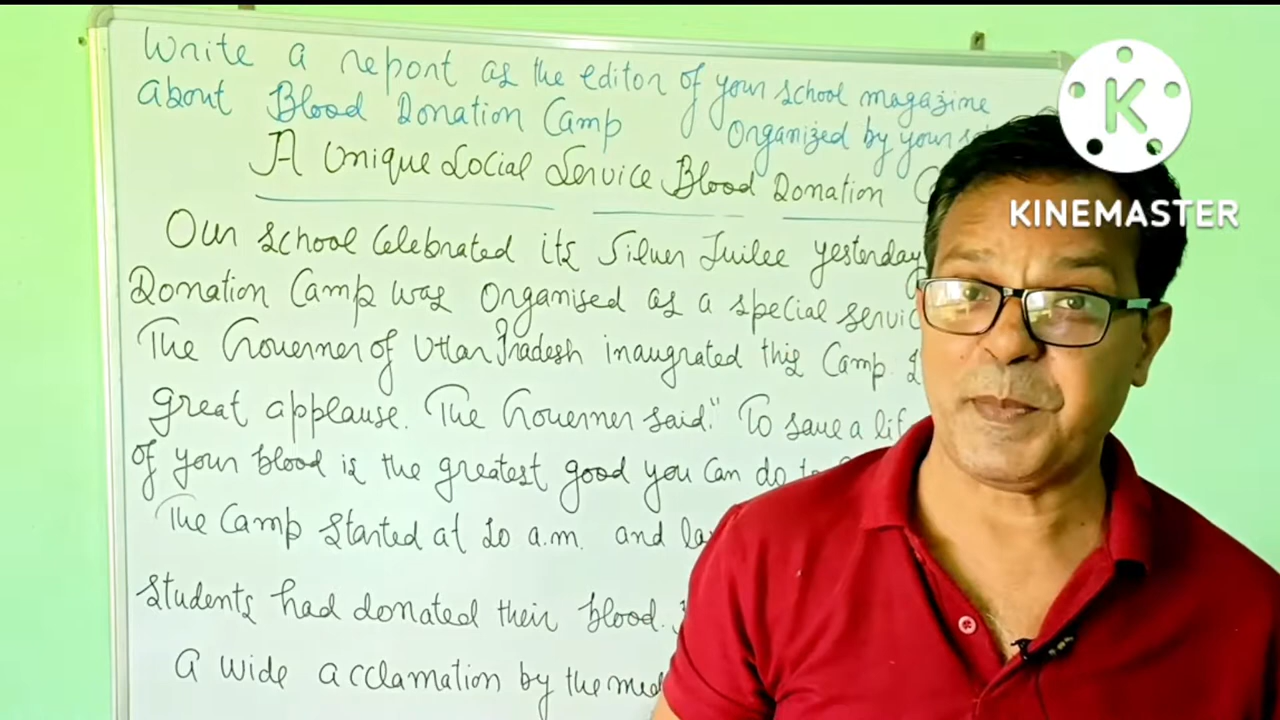 Write a report as the editor of your school magazine
about Blood Donation Camp Organized by your
A Unique Social Service Blood Donation
Our School Celebrated its Silver Juilee yesterday
Donation Camp was Organised as a special
The Governer of Uttar Pradesh inaugrated this Camp.
great applause. The Governer said." To save a
of your blood is the greatest good you can do to
The Camp Started at 10 a.m. and
Students had donated their blood.
A wide acclamation by the
K
KINEMASTER